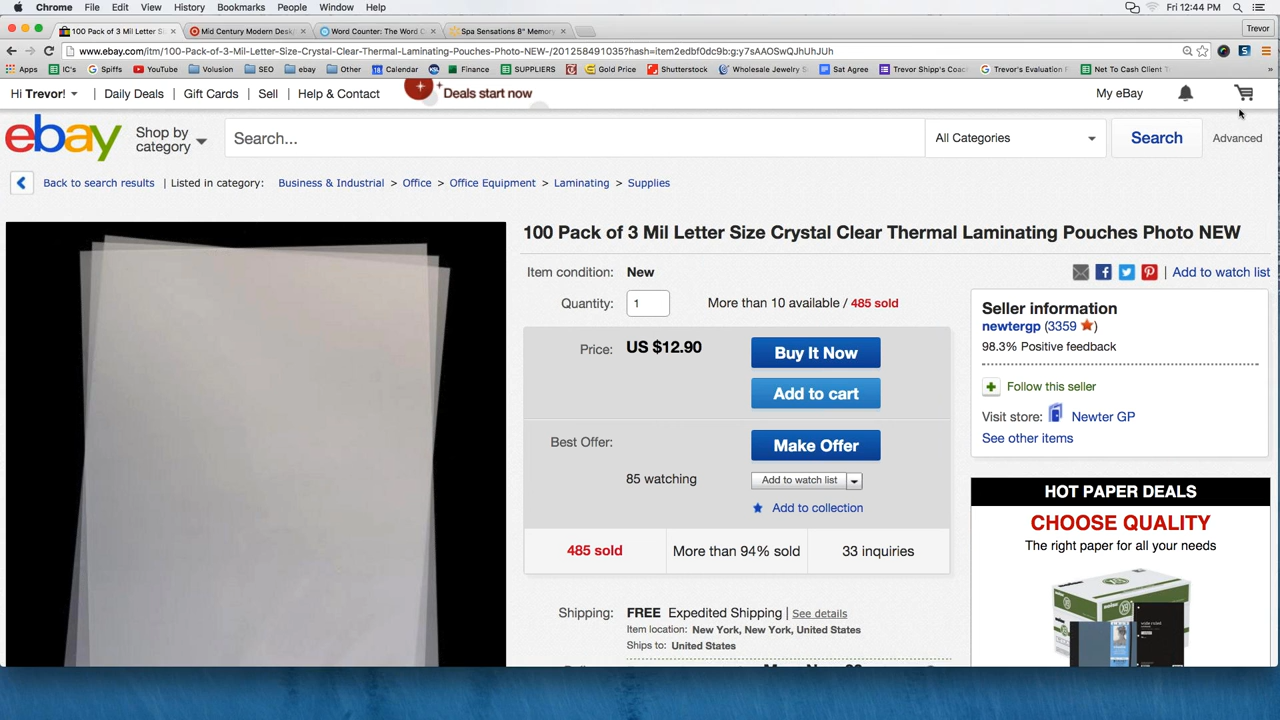 Chrome File Edit View History Bookmarks People Window Help Fri 12:44 PM
100 Pack of 3 Mil Letter Si Mid Century Modern Desk/ Word Counter: The Word C Spa Sensations 8" Memory Trevor
www.ebay.com/itm/100-Pack-of-3-Mil-Letter-Size-Crystal-Clear-Thermal-Laminating-Pouches-Photo-NEW-/201258491035?hash=item2edbf0dc9b:g:y7sAAOSwQJhUhJUh
Apps IC's Spiffs YouTube Volusion SEO ebay Other Calendar KSL Finance SUPPLIERS Gold Price Shutterstock Wholesale Jewelry Sat Agree Trevor Shipp's Coac Trevor's Evaluation Net To Cash Client T »
Hi Trevor! Daily Deals Gift Cards Sell Help & Contact Deals start now My eBay
ebay Shop by category Search... All Categories Search Advanced
Back to search results | Listed in category: Business & Industrial > Office > Office Equipment > Laminating > Supplies
100 Pack of 3 Mil Letter Size Crystal Clear Thermal Laminating Pouches Photo NEW
Item condition: New | Add to watch list
Quantity: 1 More than 10 available / 485 sold
Seller information
newtergp (3359 )
98.3% Positive feedback
Price: US $12.90 Buy It Now
Add to cart
Follow this seller
Visit store: Newter GP
See other items
Best Offer: Make Offer
85 watching Add to watch list
Add to collection
485 sold More than 94% sold 33 inquiries
HOT PAPER DEALS
CHOOSE QUALITY
The right paper for all your needs
Shipping: FREE Expedited Shipping | See details
Item location: New York, New York, United States
Ships to: United States